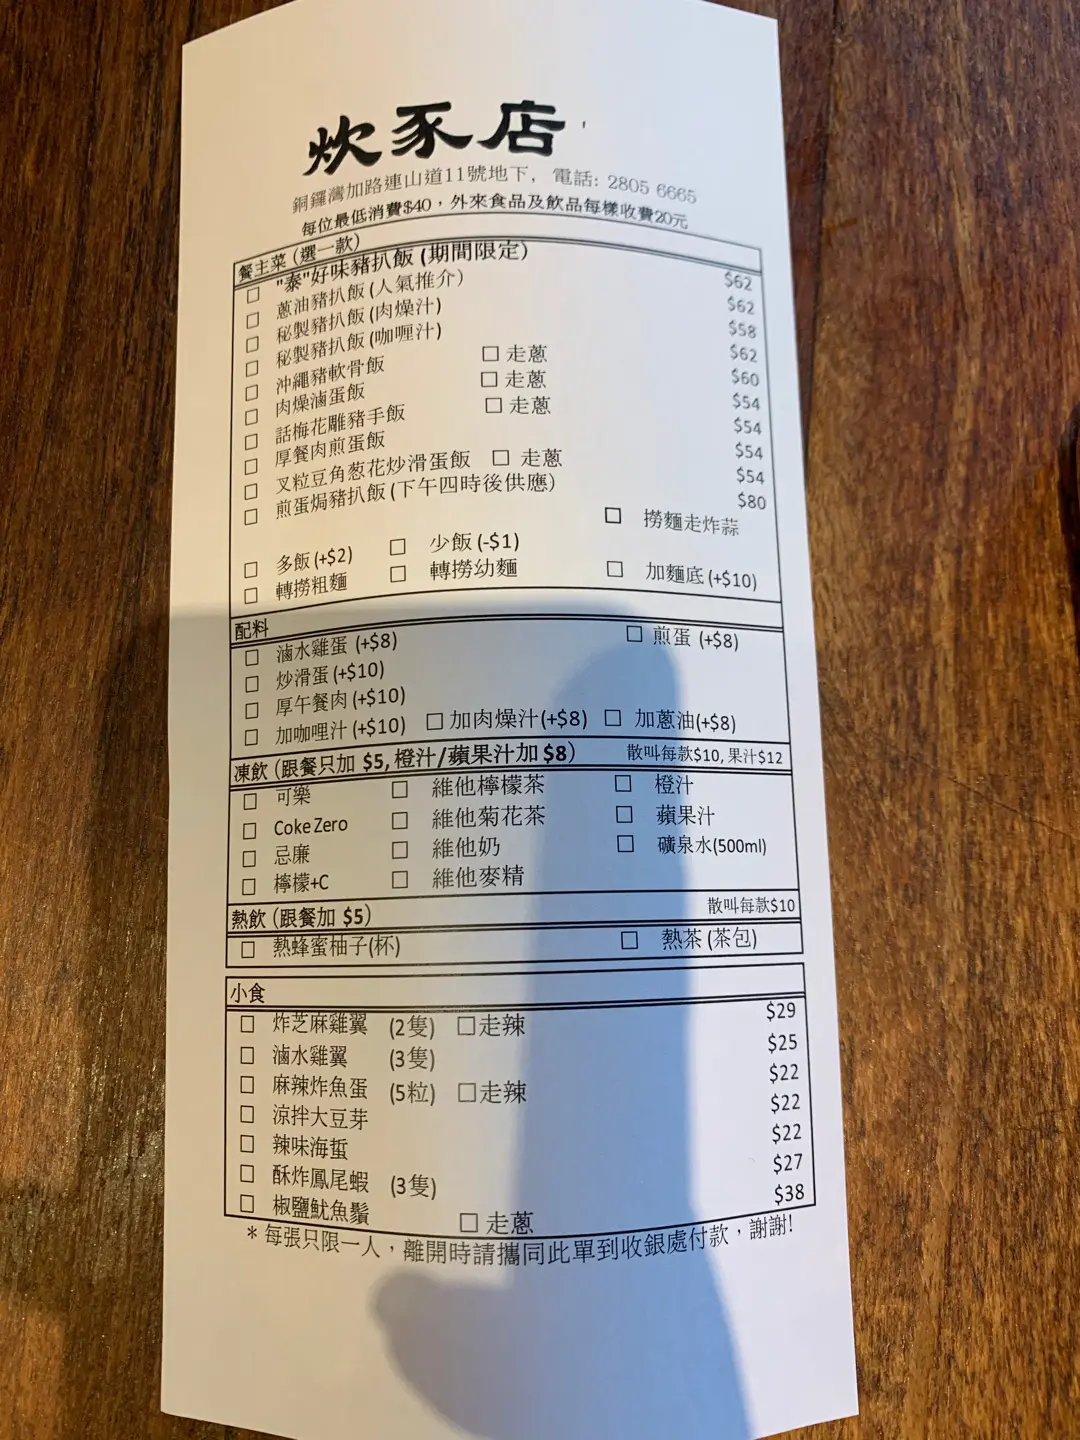 炊豕店
銅鑼灣加路連山道11號地下, 電話: 2805 6665
每位最低消費$40，外來食品及飲品每樣收費20元
餐主菜 (選一款)
☐ "泰"好味豬扒飯 (期間限定) $62
☐ 蔥油豬扒飯 (人氣推介) $62
☐ 秘製豬扒飯 (肉燥汁) $58
☐ 秘製豬扒飯 (咖喱汁) $62
☐ 沖繩豬軟骨飯 ☐ 走蔥 $60
☐ 肉燥滷蛋飯 ☐ 走蔥 $54
☐ 話梅花雕豬手飯 ☐ 走蔥 $54
☐ 厚餐肉煎蛋飯 $54
☐ 叉粒豆角葱花炒滑蛋飯 ☐ 走蔥 $54
☐ 煎蛋焗豬扒飯 (下午四時後供應) $80
☐ 撈麵走炸蒜
☐ 多飯 (+$2) ☐ 少飯 (-$1)
☐ 轉撈粗麵 ☐ 轉撈幼麵 ☐ 加麵底 (+$10)
配料
☐ 滷水雞蛋 (+$8) ☐ 煎蛋 (+$8)
☐ 炒滑蛋 (+$10)
☐ 厚午餐肉 (+$10)
☐ 加咖哩汁 (+$10) ☐ 加肉燥汁(+$8) ☐ 加蔥油(+$8)
凍飲 (跟餐只加 $5, 橙汁/蘋果汁加 $8) 散叫每款$10, 果汁$12
☐ 可樂 ☐ 維他檸檬茶 ☐ 橙汁
☐ Coke Zero ☐ 維他菊花茶 ☐ 蘋果汁
☐ 忌廉 ☐ 維他奶 ☐ 礦泉水(500ml)
☐ 檸檬+C ☐ 維他麥精
熱飲 (跟餐加 $5) 散叫每款$10
☐ 熱蜂蜜柚子(杯) ☐ 熱茶 (茶包)
小食
☐ 炸芝麻雞翼 (2隻) ☐走辣 $29
☐ 滷水雞翼 (3隻) $25
☐ 麻辣炸魚蛋 (5粒) ☐走辣 $22
☐ 涼拌大豆芽 $22
☐ 辣味海蜇 $22
☐ 酥炸鳳尾蝦 (3隻) $27
☐ 椒鹽魷魚鬚 ☐ 走蔥 $38
* 每張只限一人，離開時請攜同此單到收銀處付款，謝謝!